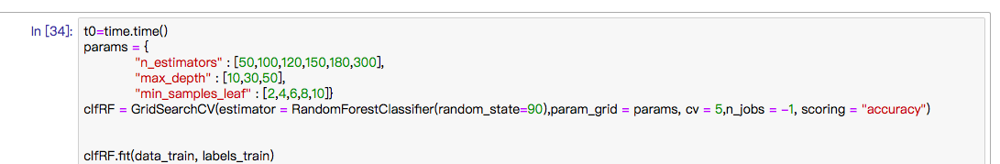 In [34]:
t0=time.time()
params = {
"n_estimators" : [50,100,120,150,180,300],
"max_depth" : [10,30,50],
"min_samples_leaf" : [2,4,6,8,10]}
clfRF = GridSearchCV(estimator = RandomForestClassifier(random_state=90),param_grid = params, cv = 5,n_jobs = -1, scoring = "accuracy")
clfRF.fit(data_train, labels_train)